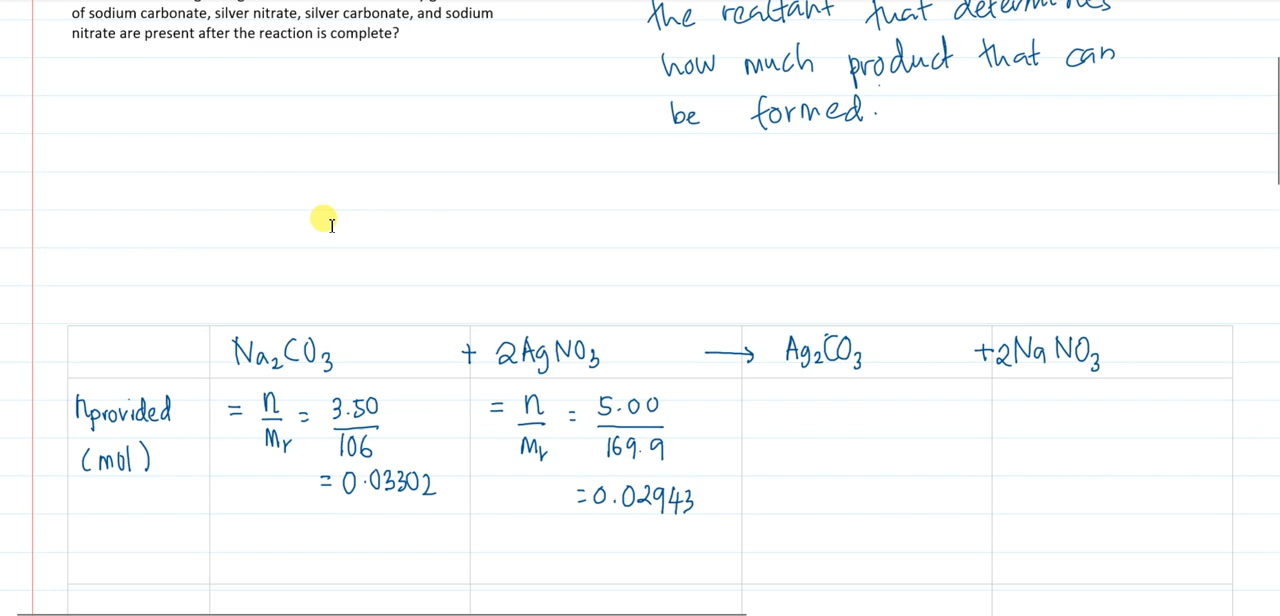 of sodium carbonate, silver nitrate, silver carbonate, and sodium
nitrate are present after the reaction is complete?
the reactant that determines
how much product that can
be formed.
Na₂CO₃ + 2AgNO₃ → Ag₂CO₃ + 2NaNO₃
nprovided (mol)
= n/Mr = 3.50/106
= 0.03302
= n/Mr = 5.00/169.9
= 0.02943